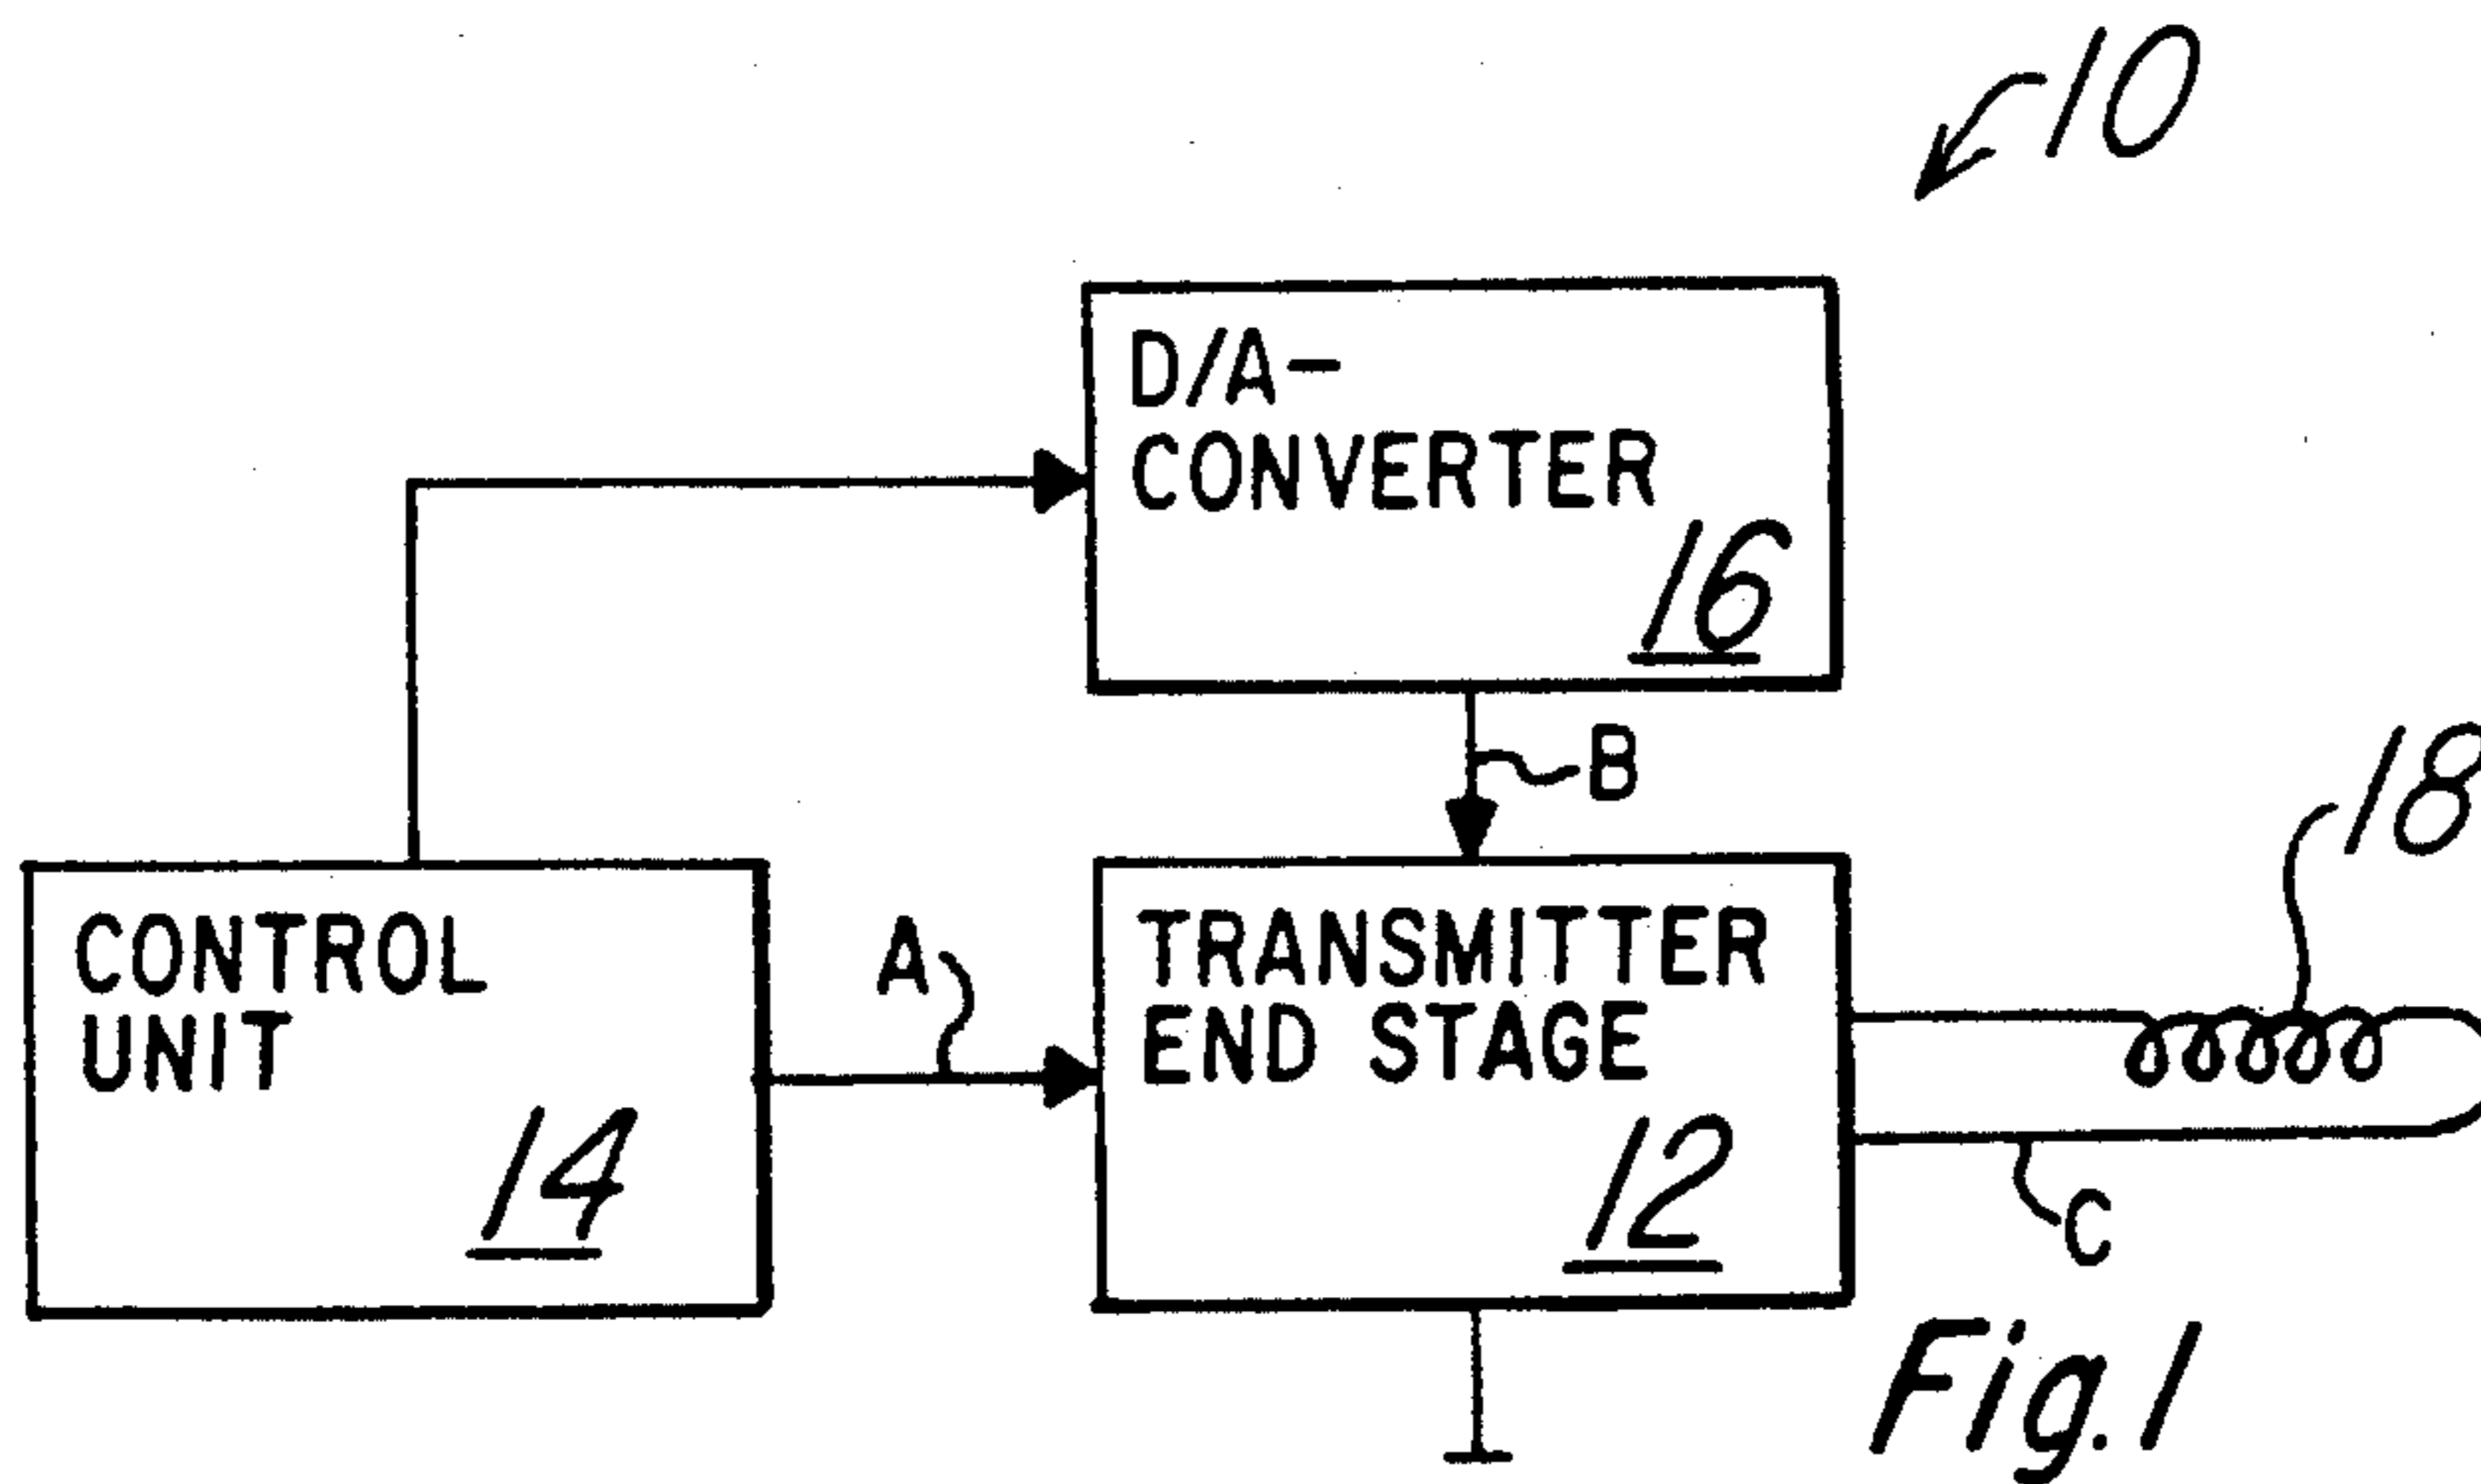 10
D/A-
CONVERTER
16
B
18
CONTROL
UNIT
14
A
TRANSMITTER
END STAGE
12
C
Fig. 1